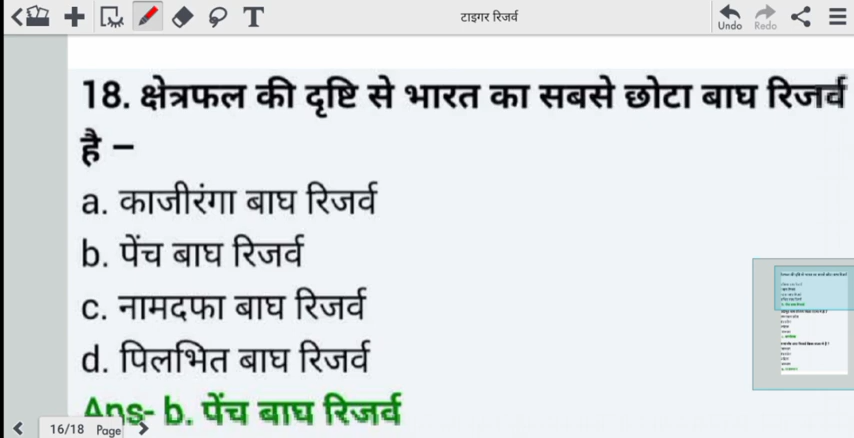 T
टाइगर रिजर्व
Undo
Redo
18. क्षेत्रफल की दृष्टि से भारत का सबसे छोटा बाघ रिजर्व
है –
a. काजीरंगा बाघ रिजर्व
b. पेंच बाघ रिजर्व
c. नामदफा बाघ रिजर्व
d. पिलभित बाघ रिजर्व
Ans- b. पेंच बाघ रिजर्व
16/18 Page